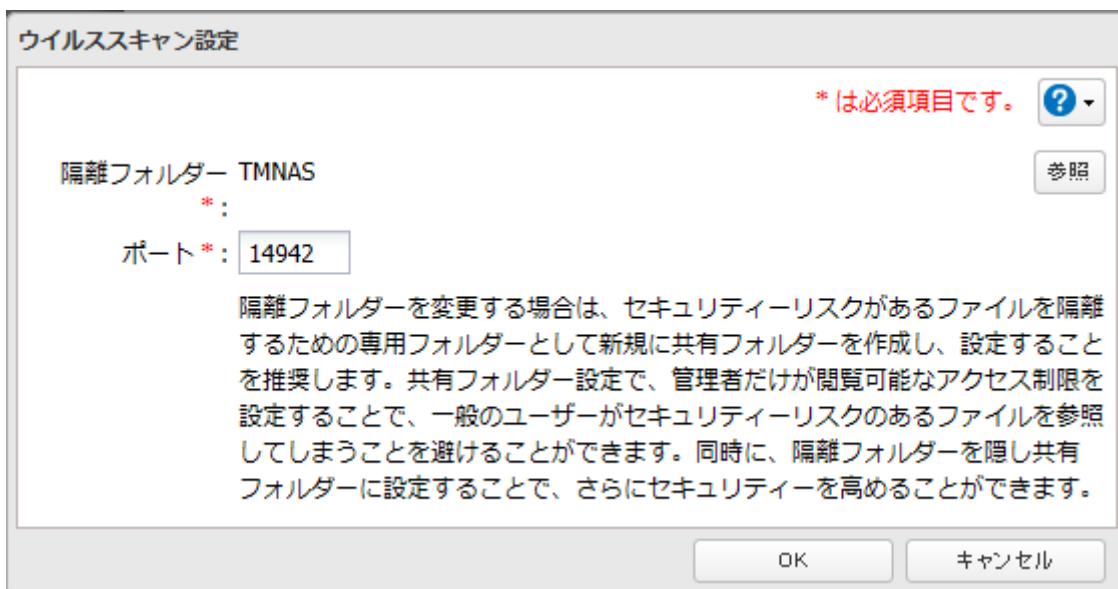 ウイルススキャン設定
* は必須項目です。
隔離フォルダー TMNAS 参照
* :
ポート * : 14942
隔離フォルダーを変更する場合は、セキュリティーリスクがあるファイルを隔離
するための専用フォルダーとして新規に共有フォルダーを作成し、設定すること
を推奨します。共有フォルダー設定で、管理者だけが閲覧可能なアクセス制限を
設定することで、一般のユーザーがセキュリティーリスクのあるファイルを参照
してしまうことを避けることができます。同時に、隔離フォルダーを隠し共有
フォルダーに設定することで、さらにセキュリティーを高めることができます。
OK キャンセル